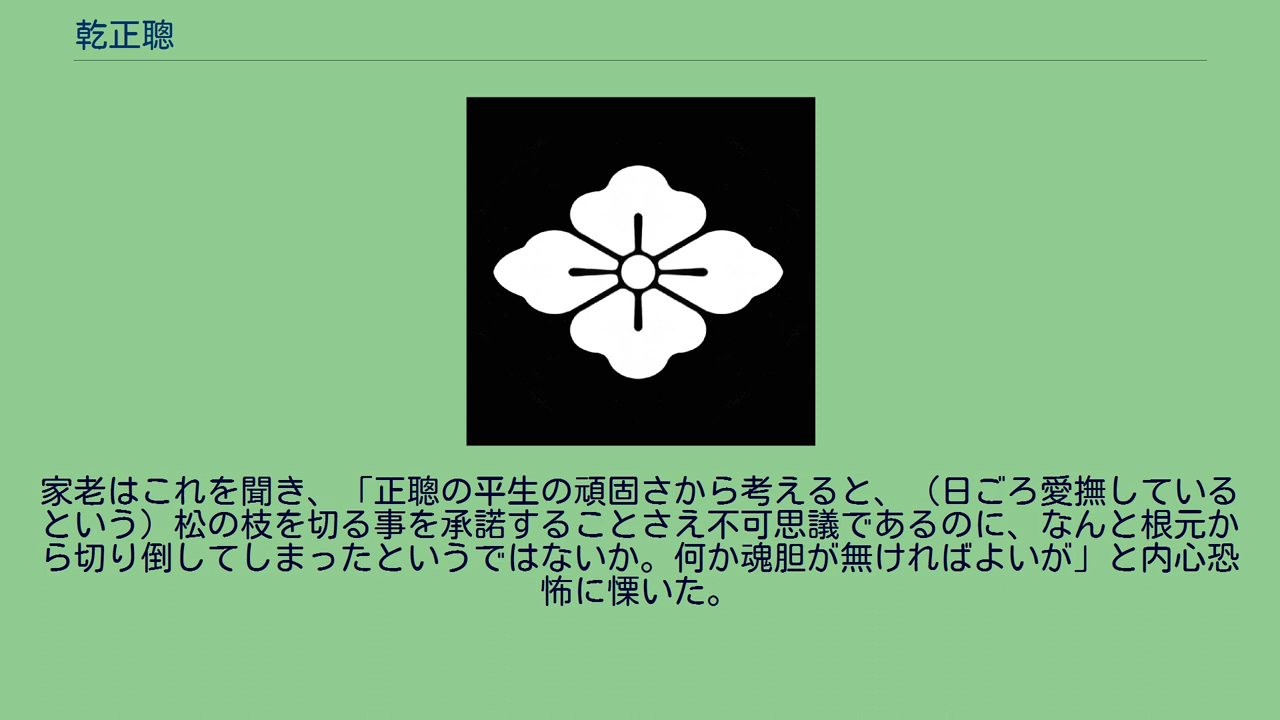 乾正聰
家老はこれを聞き、「正聰の平生の頑固さから考えると、（日ごろ愛撫している
という）松の枝を切る事を承諾することさえ不可思議であるのに、なんと根元か
ら切り倒してしまったというではないか。何か魂胆が無ければよいが」と内心恐
怖に慄いた。